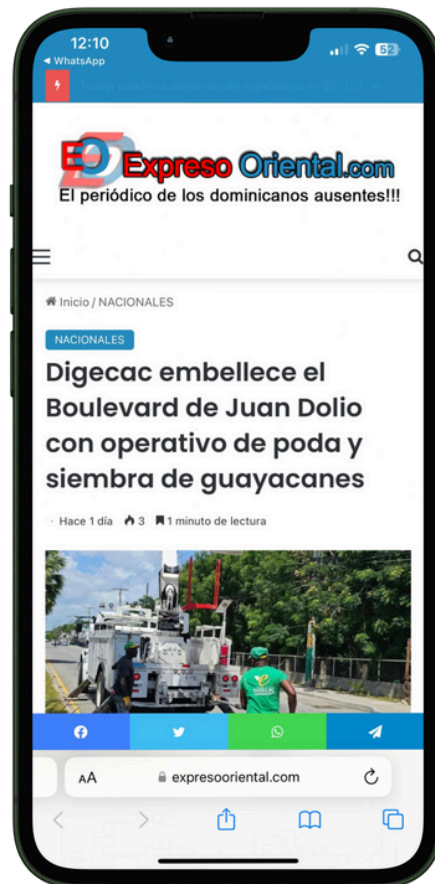 12:10
52
WhatsApp
EO Expreso Oriental.com
El periódico de los dominicanos ausentes!!!
Inicio / NACIONALES
NACIONALES
Digecac embellece el
Boulevard de Juan Dolio
con operativo de poda y
siembra de guayacanes
Hace 1 día 3 1 minuto de lectura
DIGECAC
AA expresooriental.com